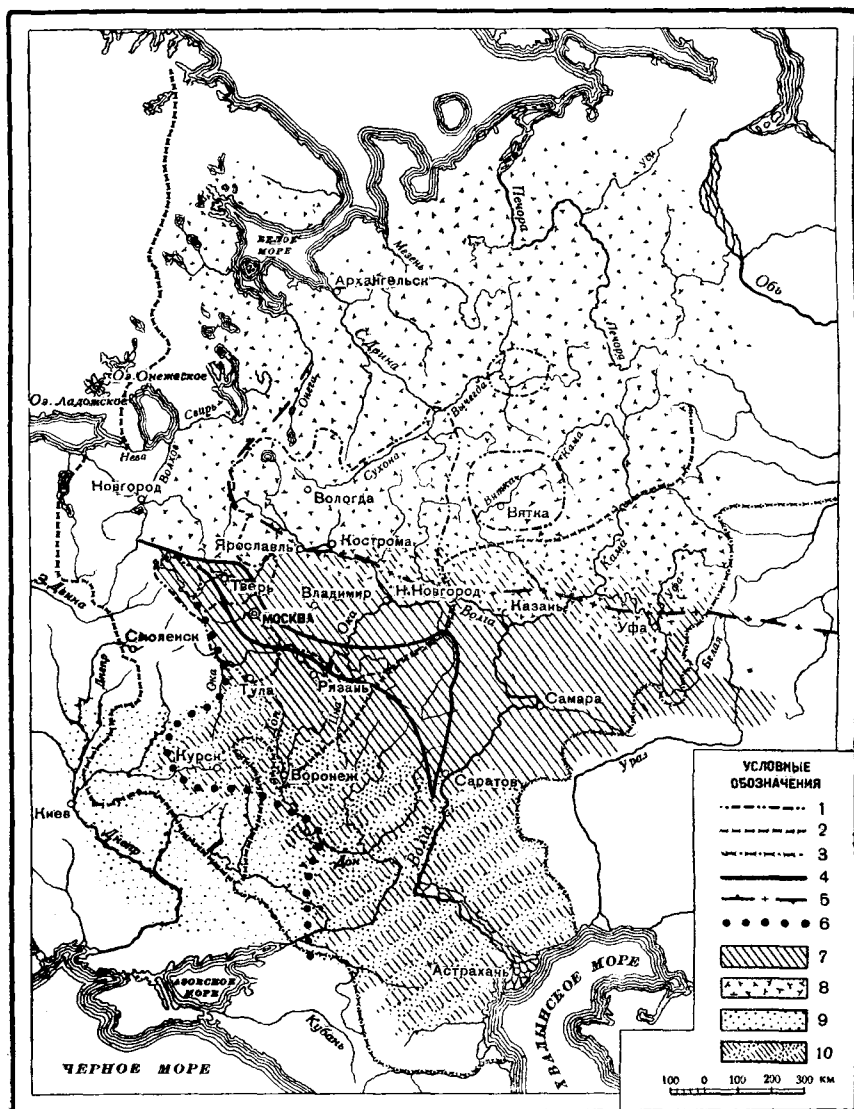 БЕЛОЕ
МОРЕ
Архангельск
Мезень
Печора
Уса
Обь
Печора
С. Двина
Вычегда
Оз. Онежское
Оз. Ладожское
Свирь
Онега
Нева
Волхов
Сухона
Новгород
Вологда
Вятка
Кама
Вятка
Ярославль
Кострома
Кама
Тверь
Владимир
Н. Новгород
Казань
Уфа
З. Двина
МОСКВА
Ока
Волга
Уфа
Смоленск
Белая
Днепр
Ока
Тула
Рязань
Самара
Курск
Воронеж
Саратов
Урал
Киев
Днепр
Дон
Волга
Астрахань
АЗОВСКОЕ
МОРЕ
Кубань
ЧЕРНОЕ МОРЕ
ХВАЛЫНСКОЕ МОРЕ
УСЛОВНЫЕ
ОБОЗНАЧЕНИЯ
1
2
3
4
5
6
7
8
9
10
100 0 100 200 300 км